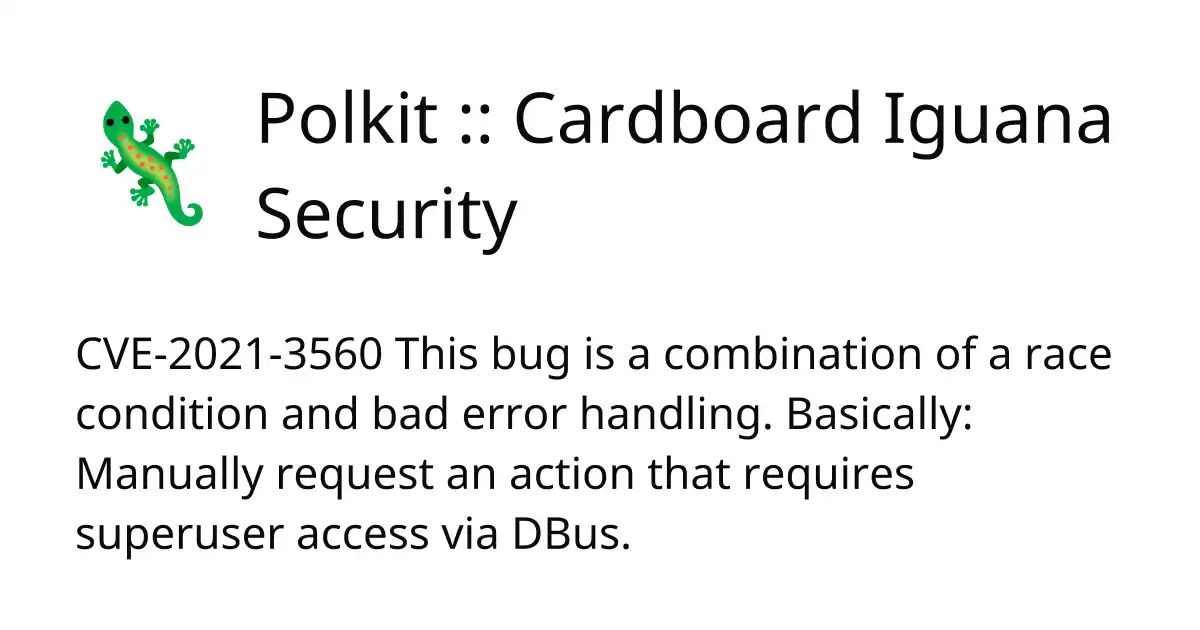 Polkit :: Cardboard Iguana
Security
CVE-2021-3560 This bug is a combination of a race
condition and bad error handling. Basically:
Manually request an action that requires
superuser access via DBus.